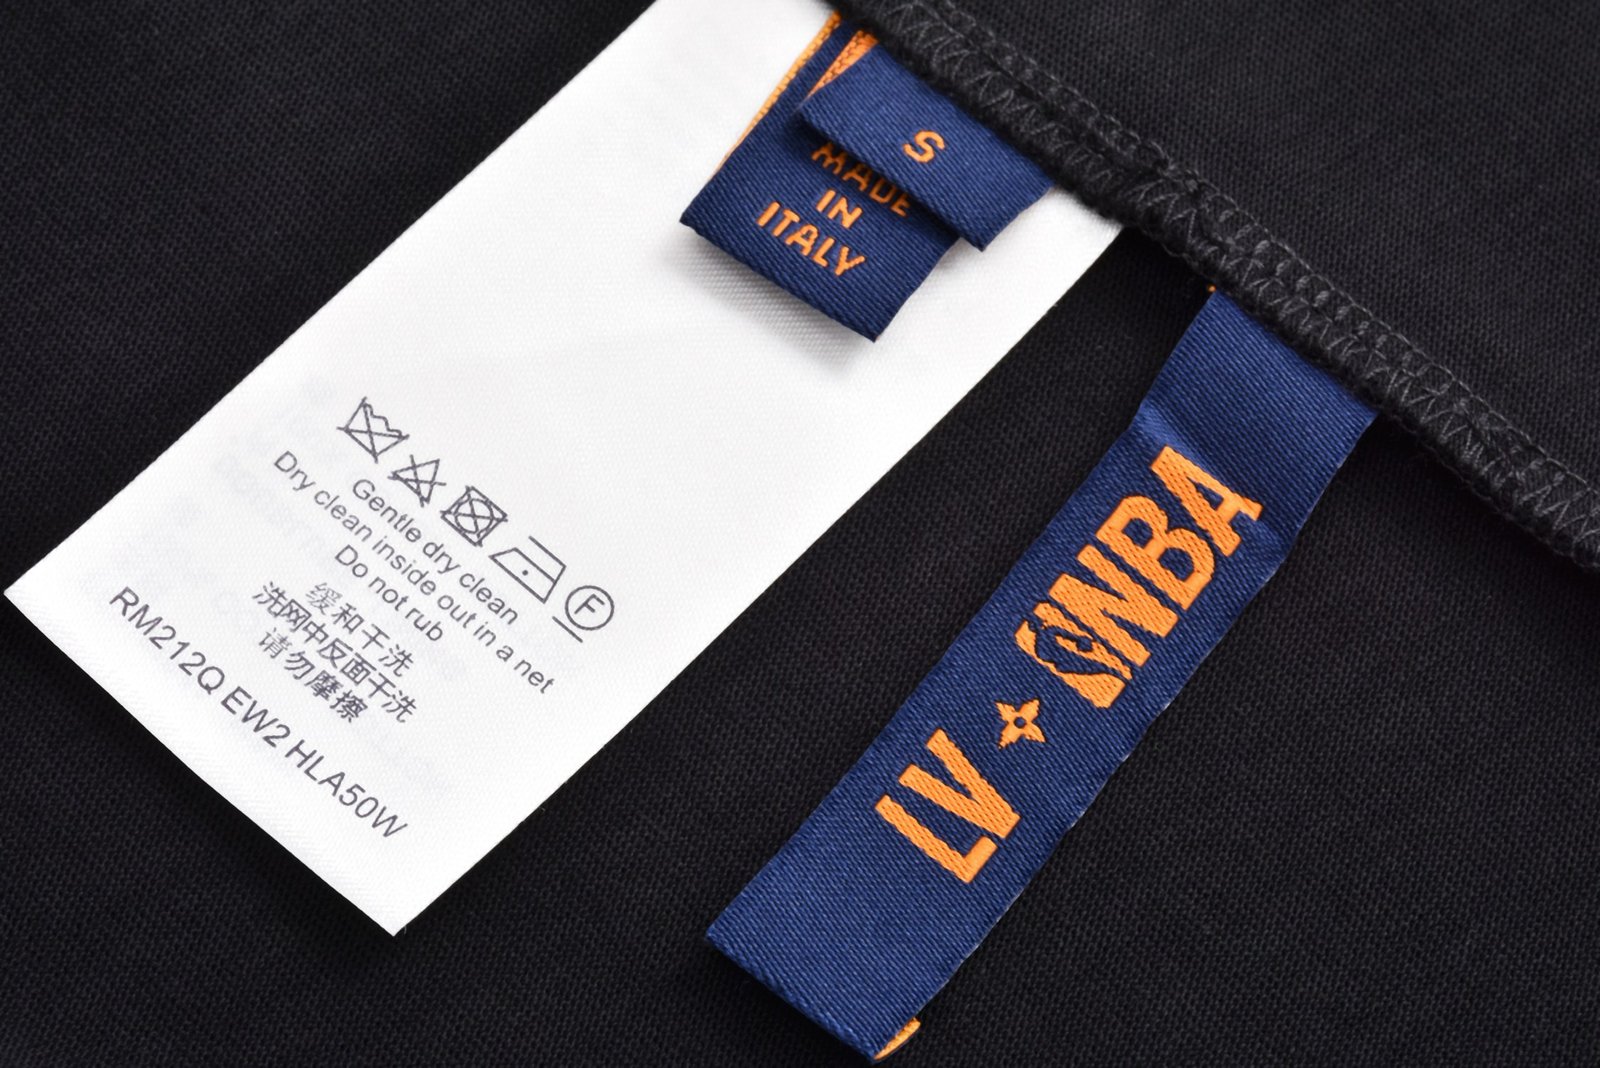 S
MADE
IN
ITALY
F
Gentle dry clean
Dry clean inside out in a net
Do not rub
缓和干洗
洗网中反面干洗
请勿摩擦
RM212Q EW2 HLA50W
LV NBA